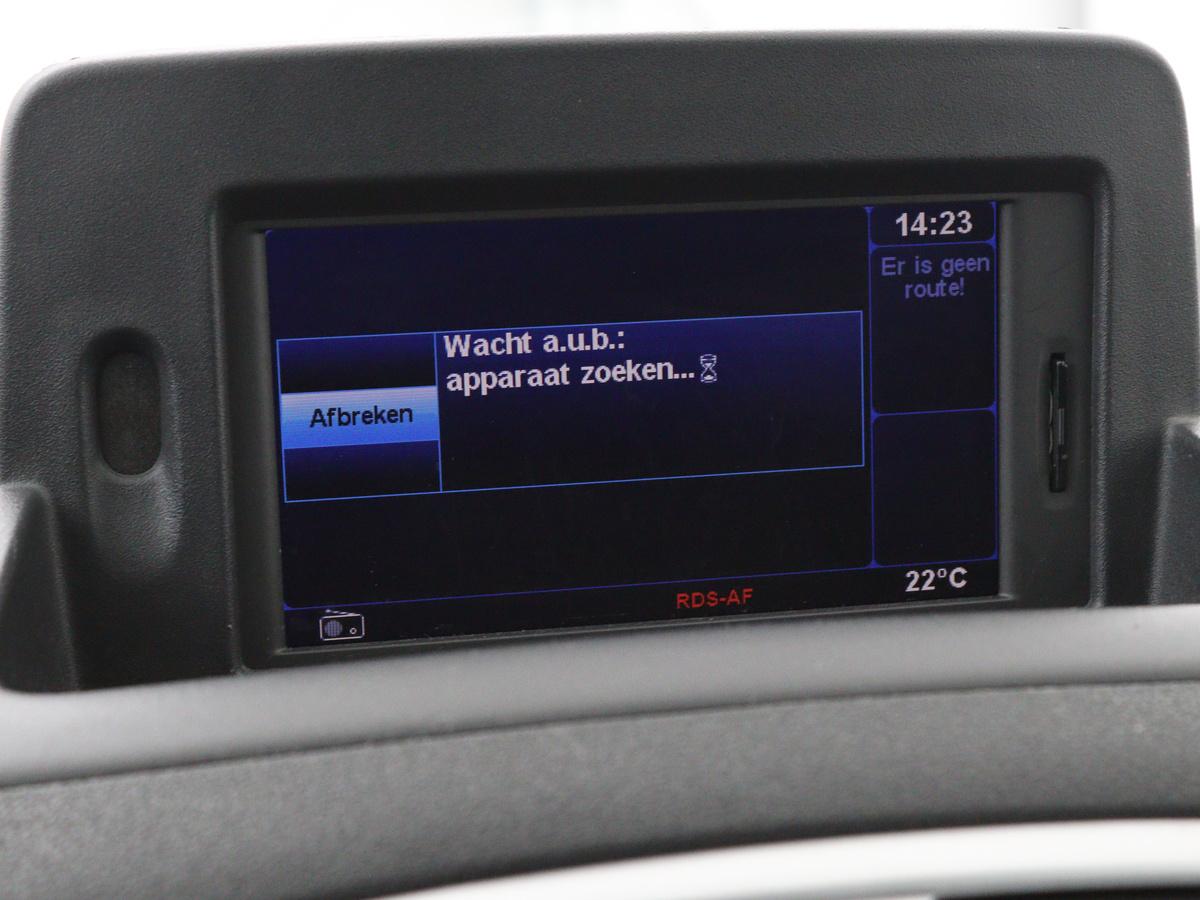 14:23
Er is geen
route!
Wacht a.u.b.:
apparaat zoeken...
Afbreken
RDS-AF
22°C